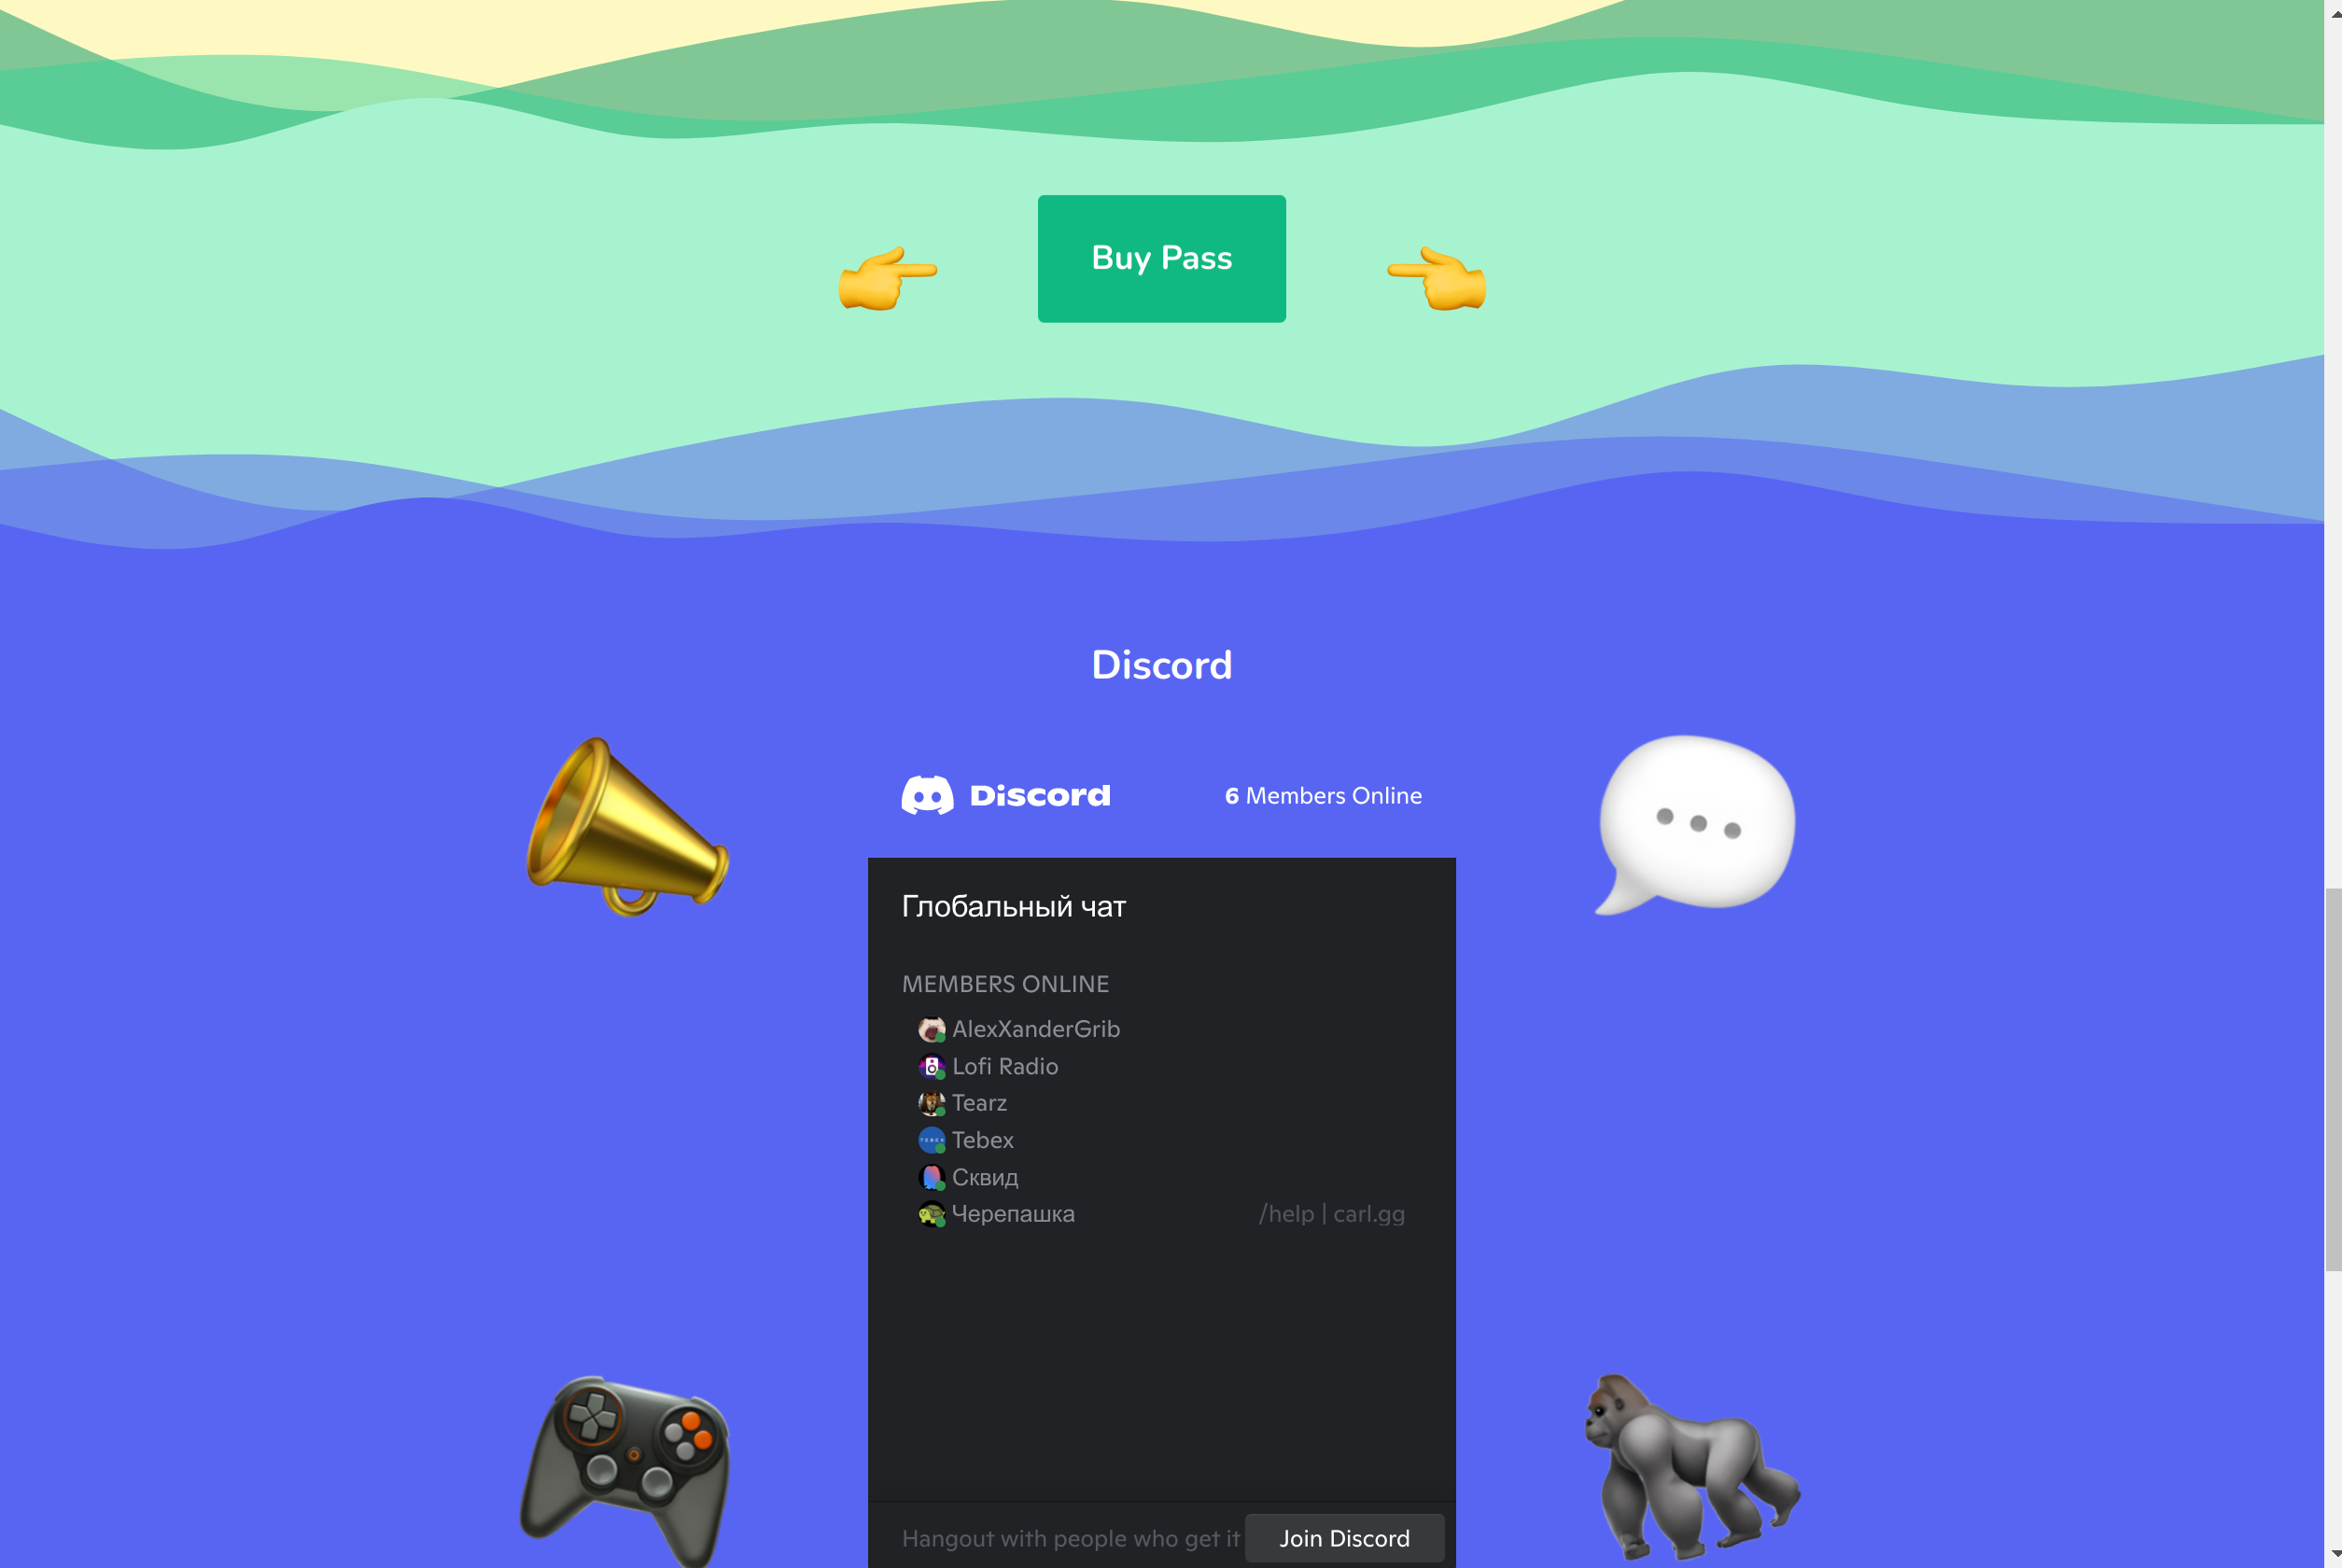 Buy Pass
Discord
Discord
6 Members Online
Глобальный чат
MEMBERS ONLINE
AlexXanderGrib
Lofi Radio
Tearz
Tebex
Сквид
Черепашка /help | carl.gg
Hangout with people who get it Join Discord